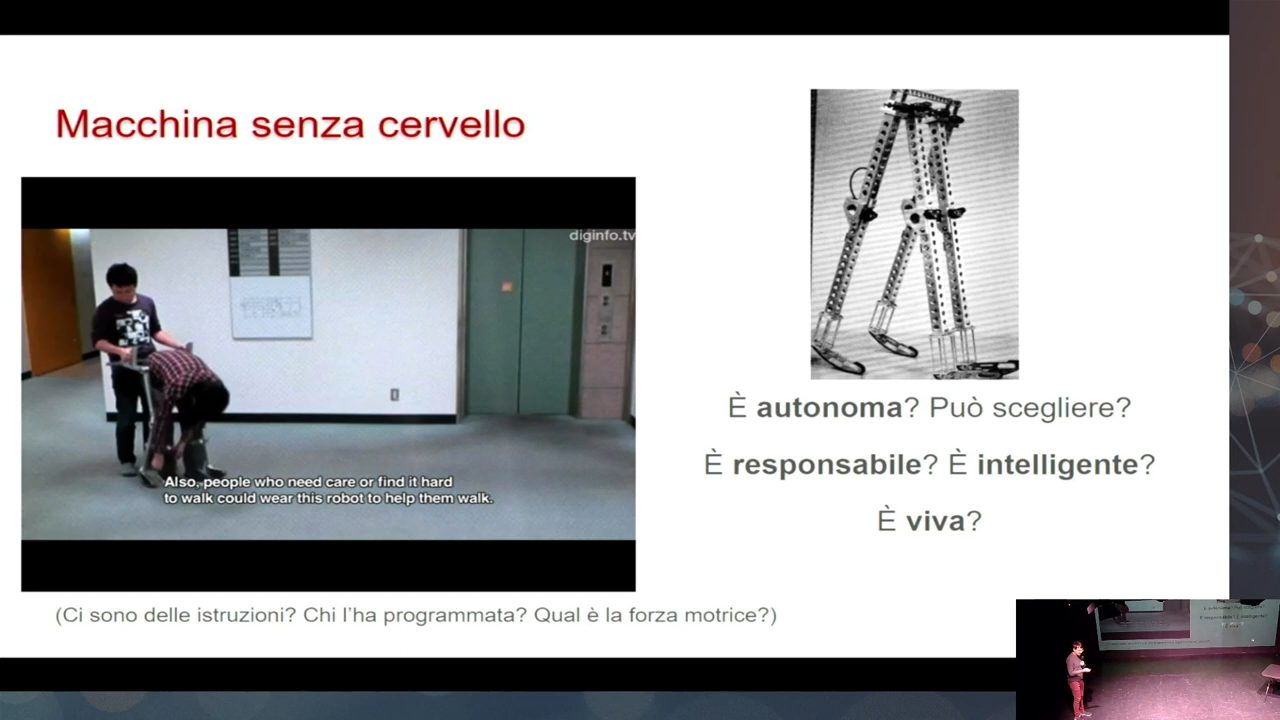 Macchina senza cervello
diginfo.tv
Also, people who need care or find it hard
to walk could wear this robot to help them walk.
È autonoma? Può scegliere?
È responsabile? È intelligente?
È viva?
(Ci sono delle istruzioni? Chi l'ha programmata? Qual è la forza motrice?)